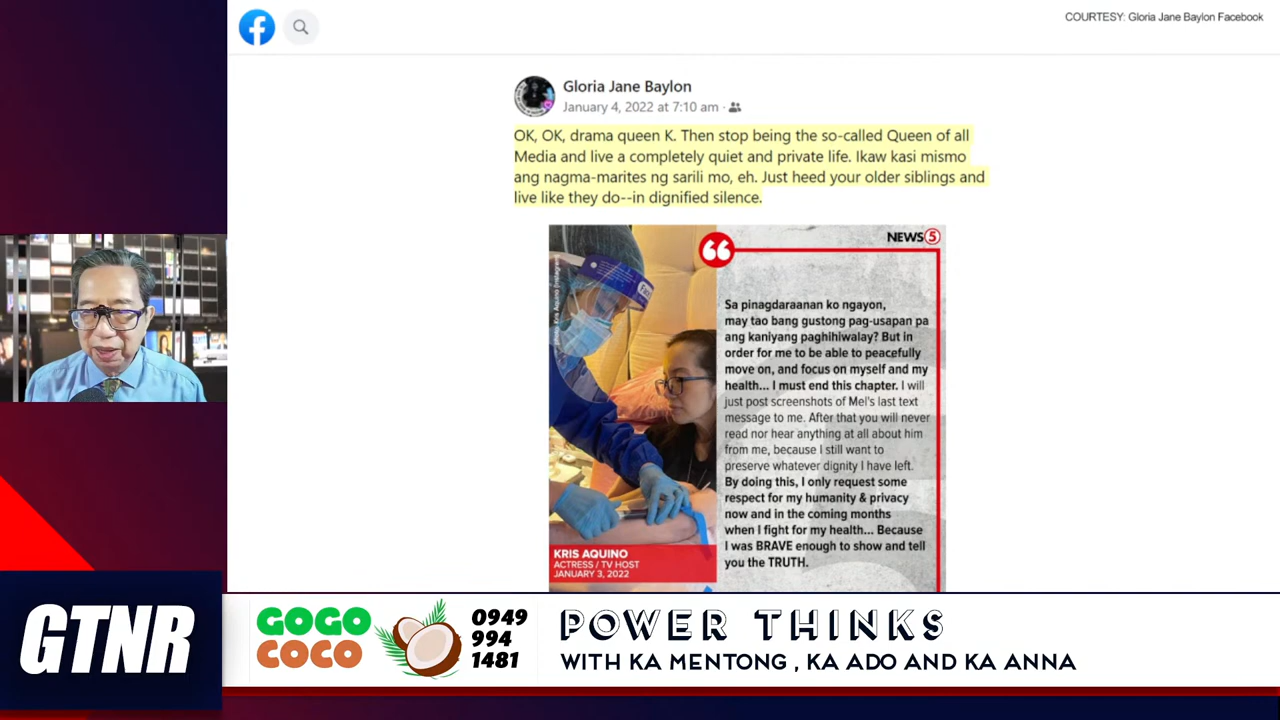 COURTESY: Gloria Jane Baylon Facebook
Gloria Jane Baylon
January 4, 2022 at 7:10 am ·
OK, OK, drama queen K. Then stop being the so-called Queen of all
Media and live a completely quiet and private life. Ikaw kasi mismo
ang nagma-marites ng sarili mo, eh. Just heed your older siblings and
live like they do--in dignified silence.
NEWS5
Sa pinagdaraanan ko ngayon,
may tao bang gustong pag-usapan pa
ang kaniyang paghihiwalay? But in
order for me to be able to peacefully
move on, and focus on myself and my
health... I must end this chapter. I will
just post screenshots of Mel's last text
message to me. After that you will never
read nor hear anything at all about him
from me, because I still want to
preserve whatever dignity I have left.
By doing this, I only request some
respect for my humanity & privacy
now and in the coming months
when I fight for my health... Because
I was BRAVE enough to show and tell
you the TRUTH.
KRIS AQUINO
ACTRESS / TV HOST
JANUARY 3, 2022
GTNR
GOGO
COCO
0949
994
1481
POWER THINKS
WITH KA MENTONG , KA ADO AND KA ANNA